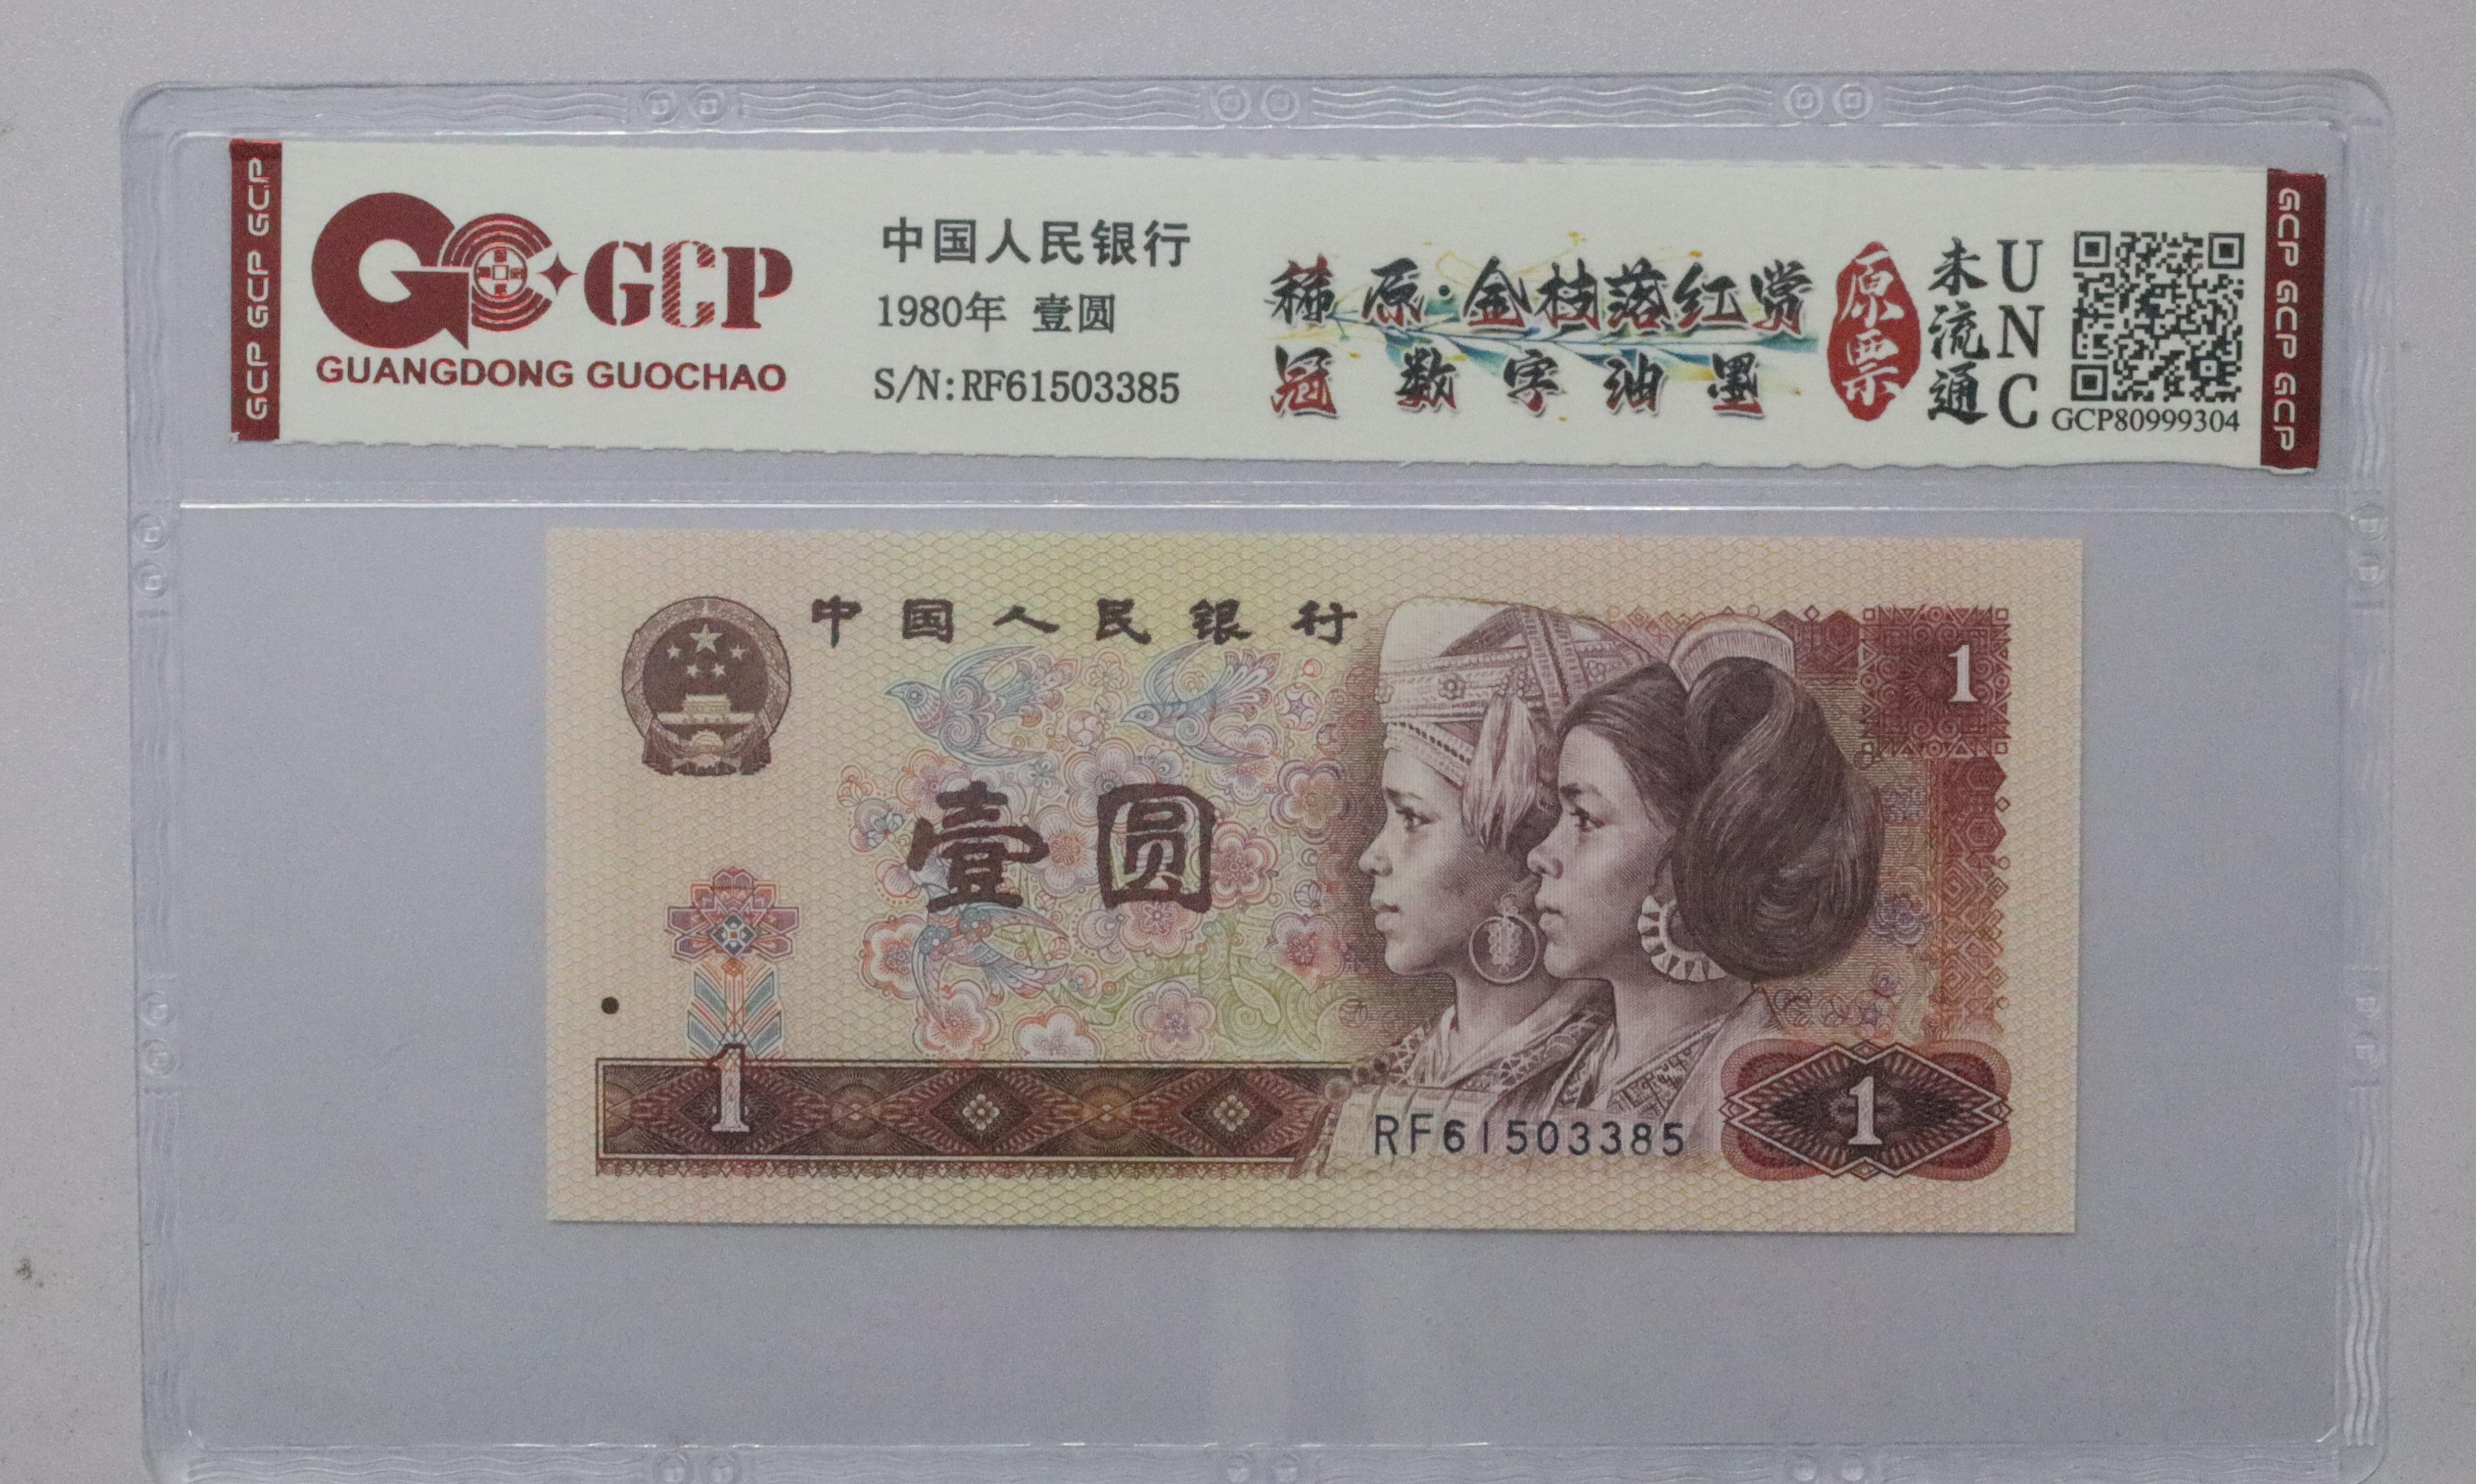 GCP GCP GCP
GCP
GUANGDONG GUOCHAO
中国人民银行
1980年 壹圆
S/N:RF61503385
稀原·金枝落红赏
冠数字油墨
原票
未流通
UNC
GCP80999304
GCP GCP GCP
中国人民银行
1
壹圆
1
RF61503385
1